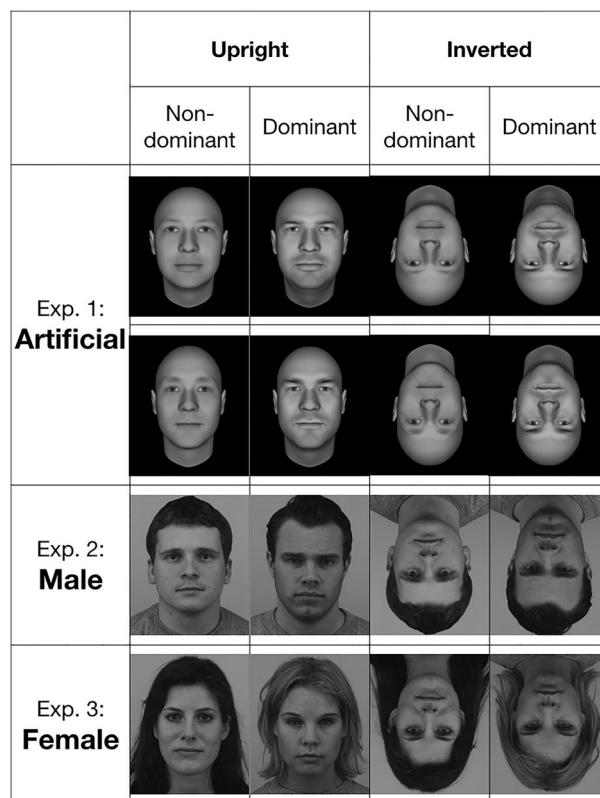 Upright
Inverted
Non-
dominant
Dominant
Non-
dominant
Dominant
Exp. 1:
Artificial
Exp. 2:
Male
Exp. 3:
Female